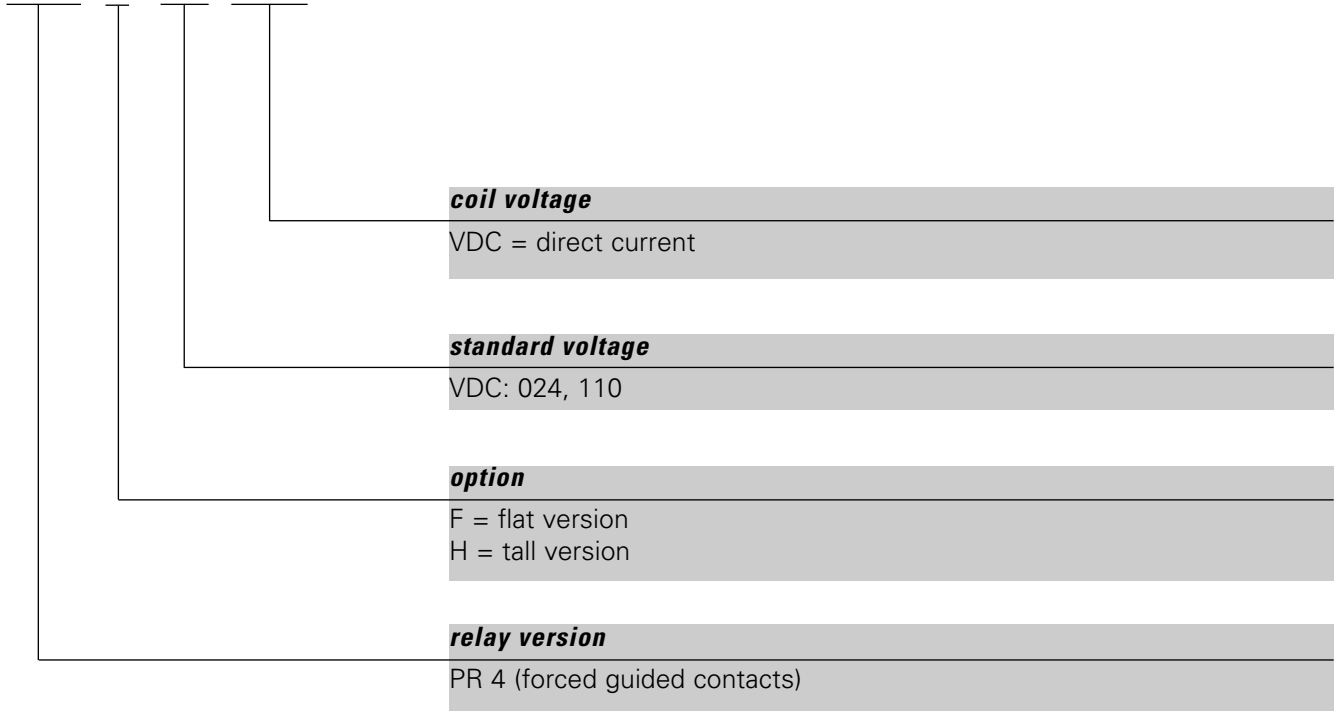 coil voltage
VDC = direct current
standard voltage
VDC: 024, 110
option
F = flat version
H = tall version
relay version
PR 4 (forced guided contacts)